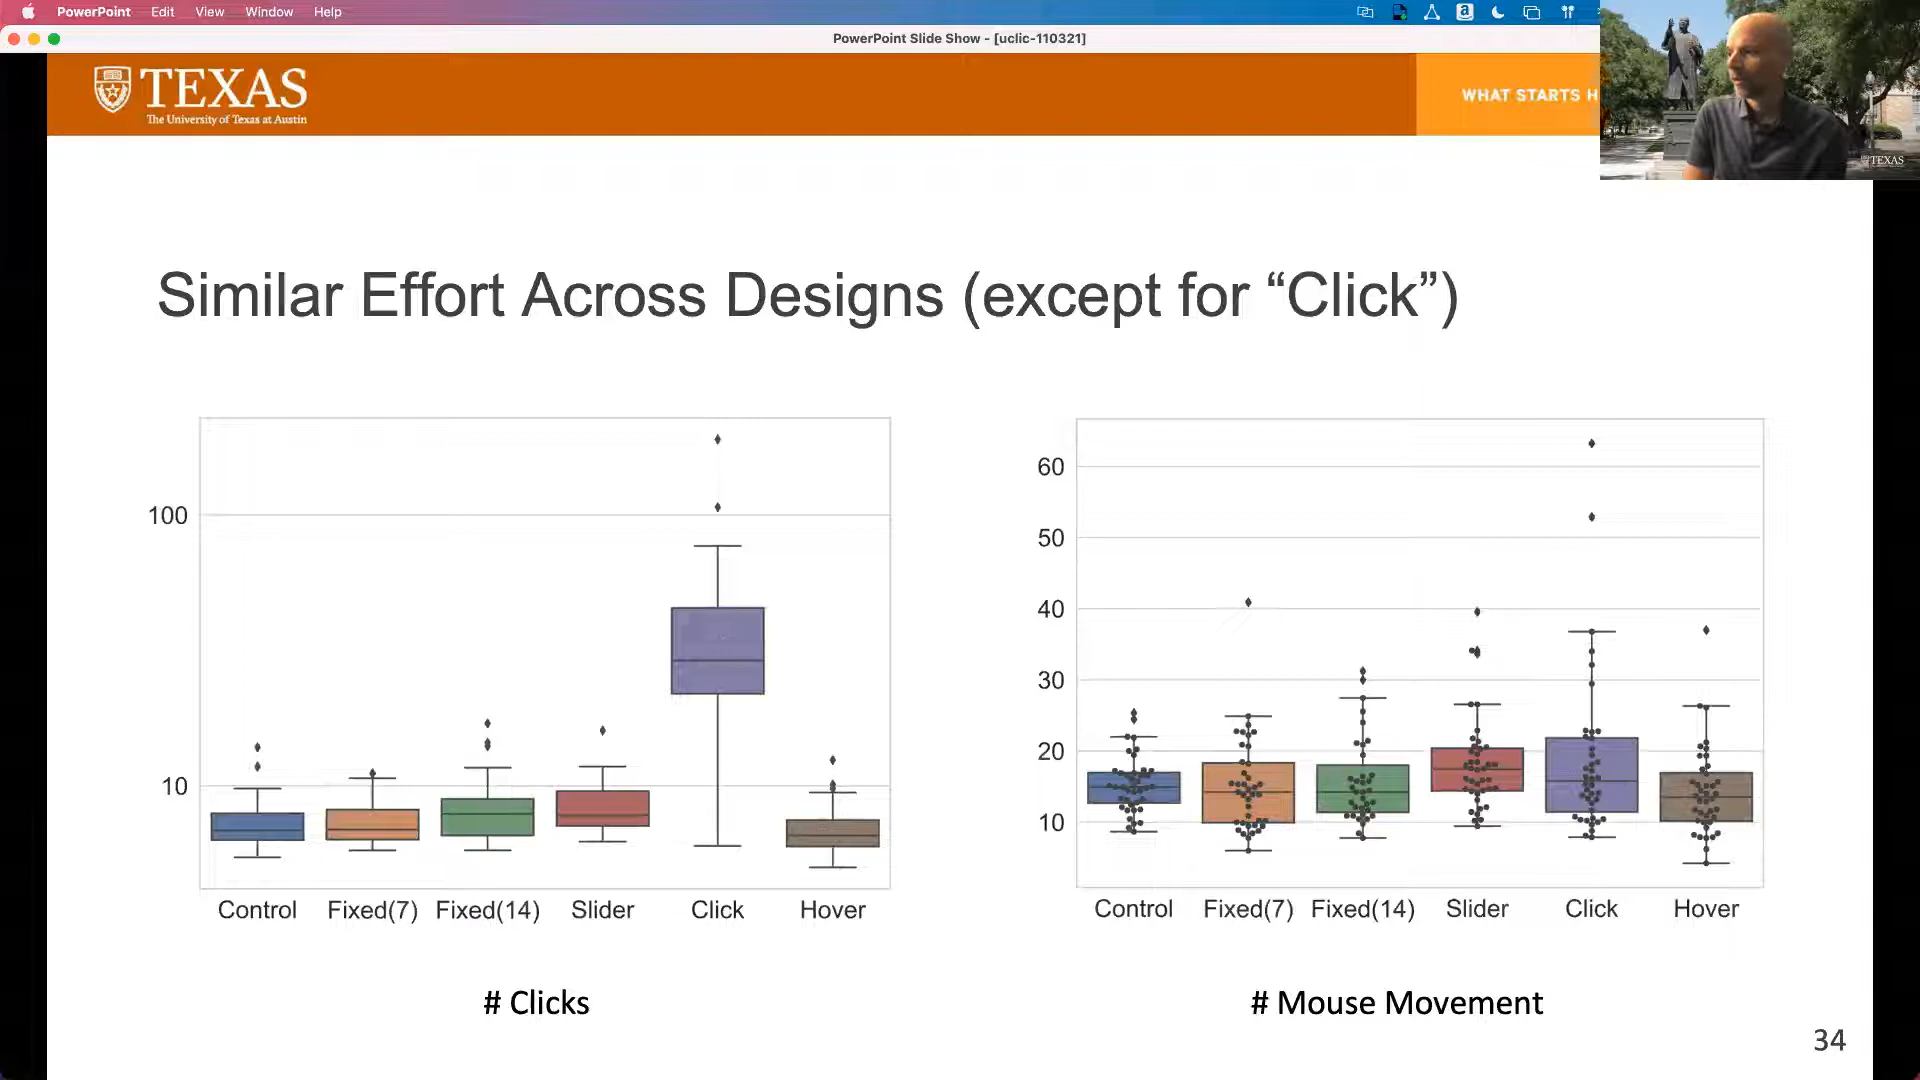 PowerPoint Edit View Window Help
PowerPoint Slide Show - [uclic-110321]
TEXAS
The University of Texas at Austin
WHAT STARTS H
TEXAS
Similar Effort Across Designs (except for “Click”)
100
10
Control Fixed(7) Fixed(14) Slider Click Hover
# Clicks
60
50
40
30
20
10
Control Fixed(7) Fixed(14) Slider Click Hover
# Mouse Movement
34